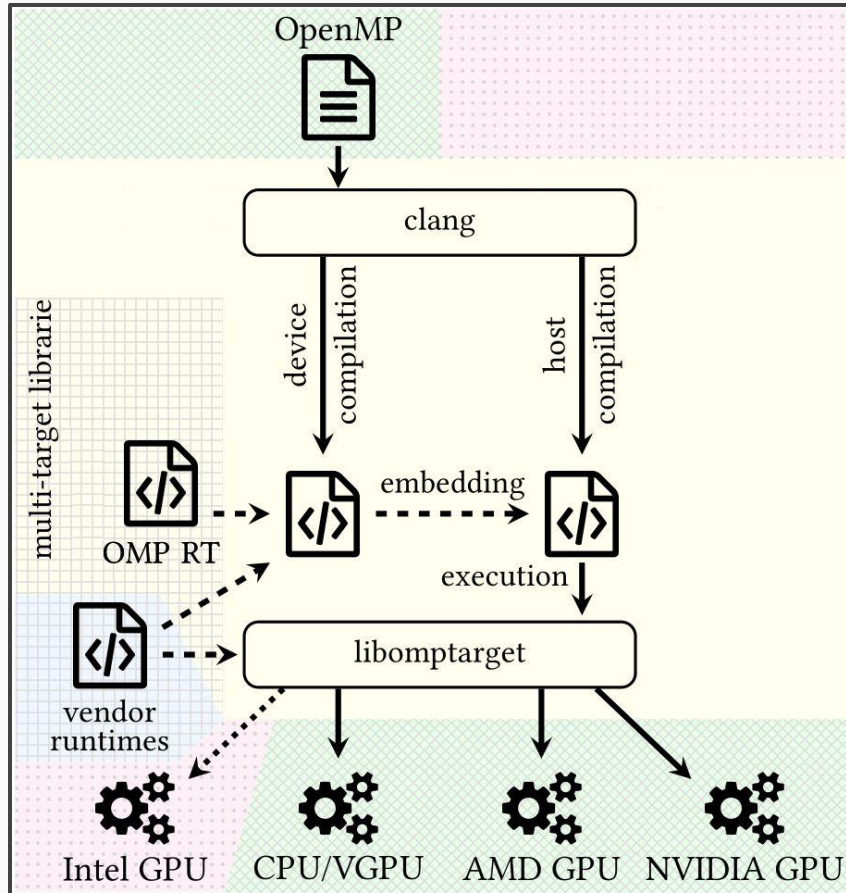 OpenMP
clang
device
compilation
host
compilation
multi-target librarie
</>
OMP RT
</>
embedding
</>
execution
</>
vendor
runtimes
libomptarget
Intel GPU
CPU/VGPU
AMD GPU
NVIDIA GPU